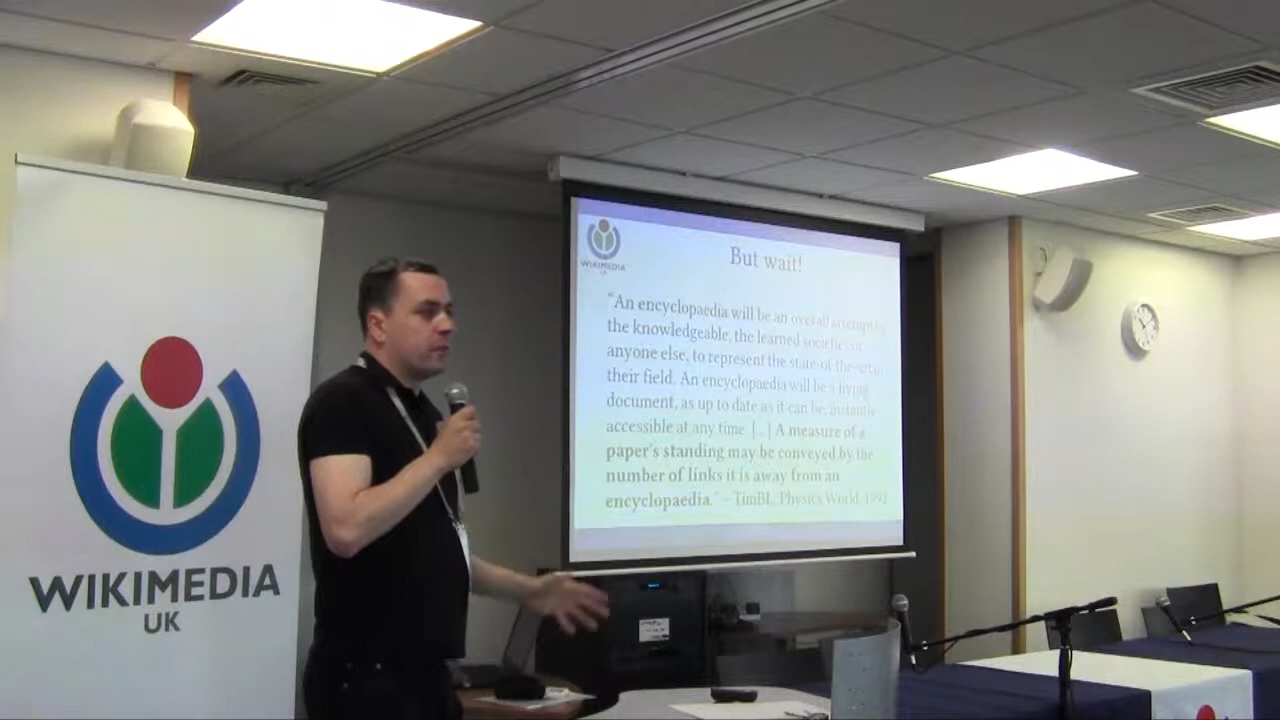 WIKIMEDIA
UK
WIKIMEDIA
UK
But wait!
“An encyclopaedia will be an overall attempt by
the knowledgeable, the learned societies or
anyone else, to represent the state-of-the-art in
their field. An encyclopaedia will be a living
document, as up to date as it can be, instantly
accessible at any time [...] A measure of a
paper's standing may be conveyed by the
number of links it is away from an
encyclopaedia.” – TimBL, Physics World, 1992